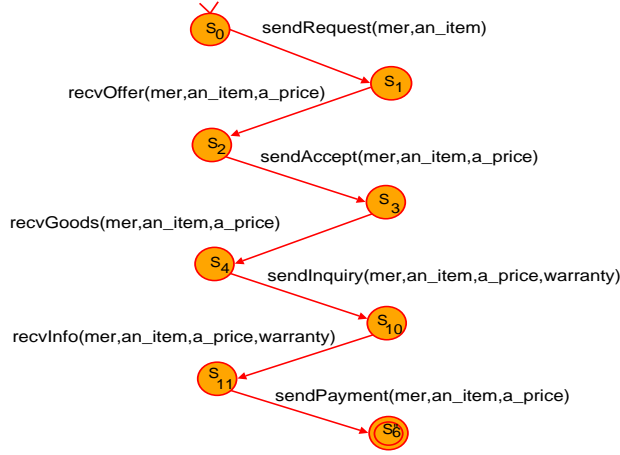 S0
sendRequest(mer,an_item)
S1
recvOffer(mer,an_item,a_price)
S2
sendAccept(mer,an_item,a_price)
S3
recvGoods(mer,an_item,a_price)
S4
sendInquiry(mer,an_item,a_price,warranty)
S10
recvInfo(mer,an_item,a_price,warranty)
S11
sendPayment(mer,an_item,a_price)